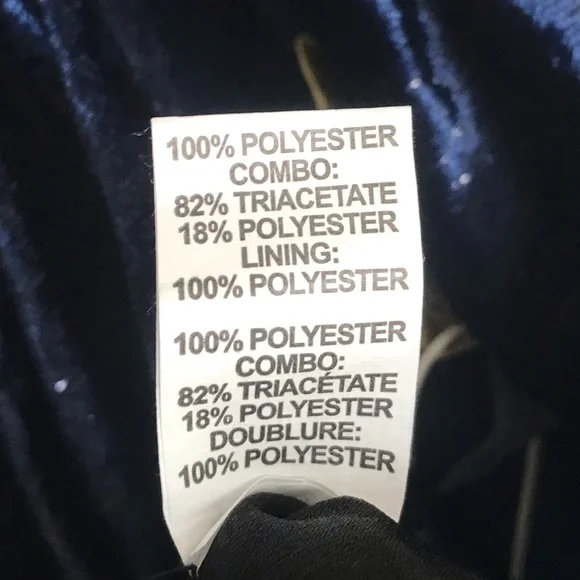 100% POLYESTER
COMBO:
82% TRIACETATE
18% POLYESTER
LINING:
100% POLYESTER
100% POLYESTER
COMBO:
82% TRIACÉTATE
18% POLYESTER
DOUBLURE:
100% POLYESTER